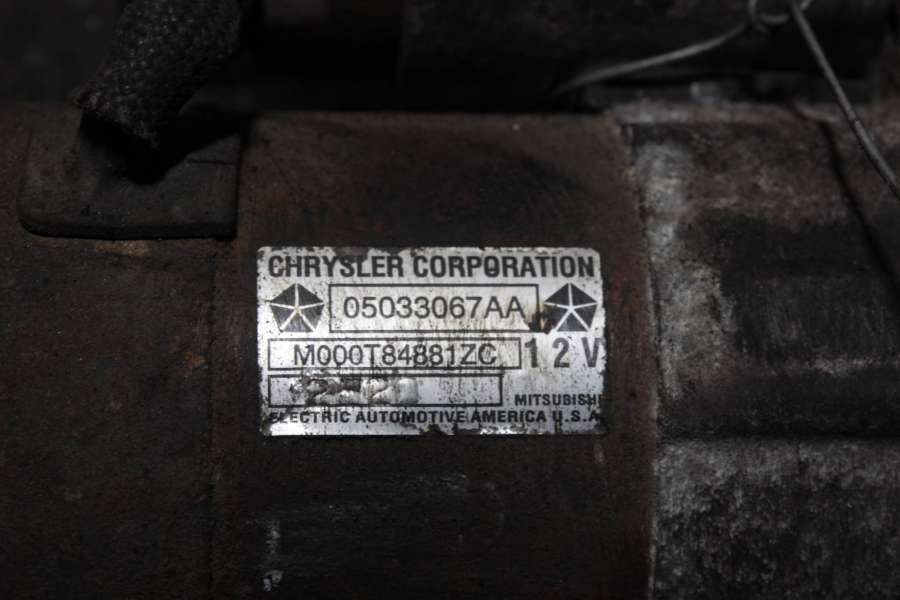 CHRYSLER CORPORATION
05033067AA
M000T84881ZC 12V
MITSUBISHI
ELECTRIC AUTOMOTIVE AMERICA U.S.A